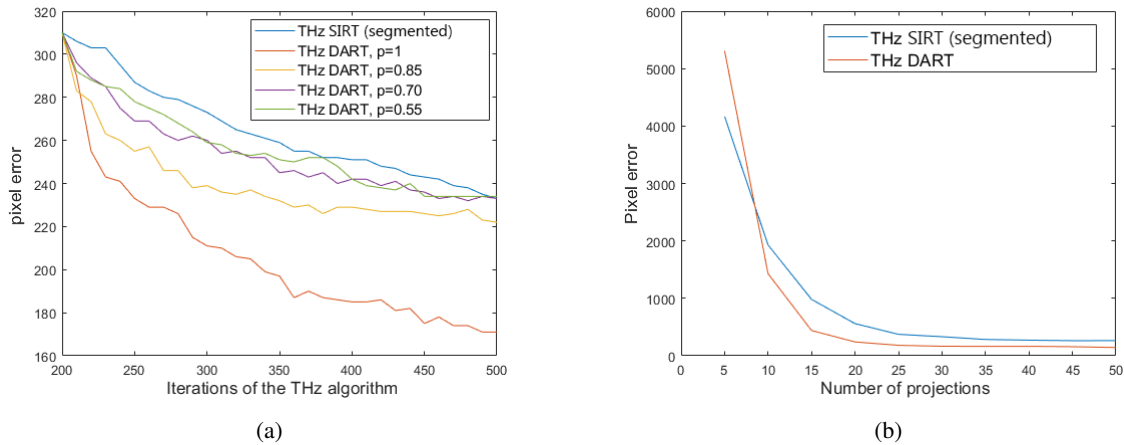 320
300
280
260
240
220
200
180
160
pixel error
THz SIRT (segmented)
THz DART, p=1
THz DART, p=0.85
THz DART, p=0.70
THz DART, p=0.55
200 250 300 350 400 450 500
Iterations of the THz algorithm
(a)
6000
5000
4000
3000
2000
1000
0
Pixel error
THz SIRT (segmented)
THz DART
0 5 10 15 20 25 30 35 40 45 50
Number of projections
(b)